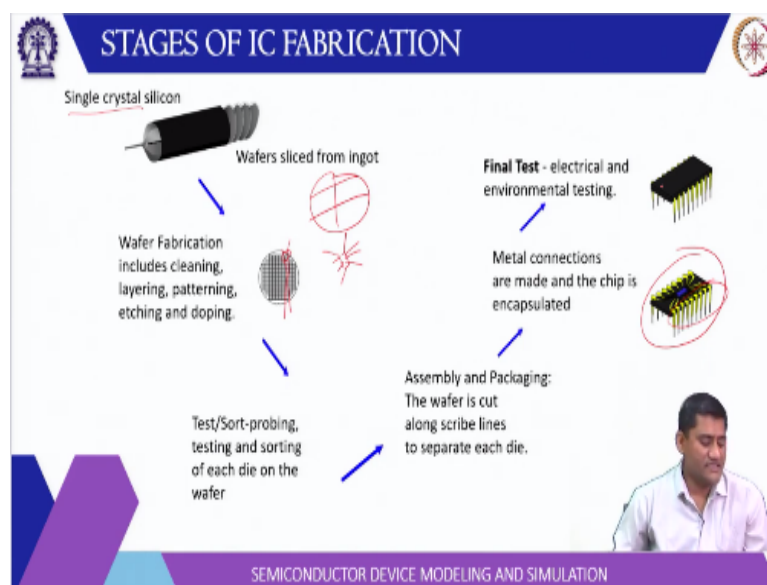 STAGES OF IC FABRICATION
Single crystal silicon
Wafers sliced from ingot
Wafer Fabrication
includes cleaning,
layering, patterning,
etching and doping.
Test/Sort-probing,
testing and sorting
of each die on the
wafer
Assembly and Packaging:
The wafer is cut
along scribe lines
to separate each die.
Metal connections
are made and the chip is
encapsulated
Final Test - electrical and
environmental testing.
SEMICONDUCTOR DEVICE MODELING AND SIMULATION